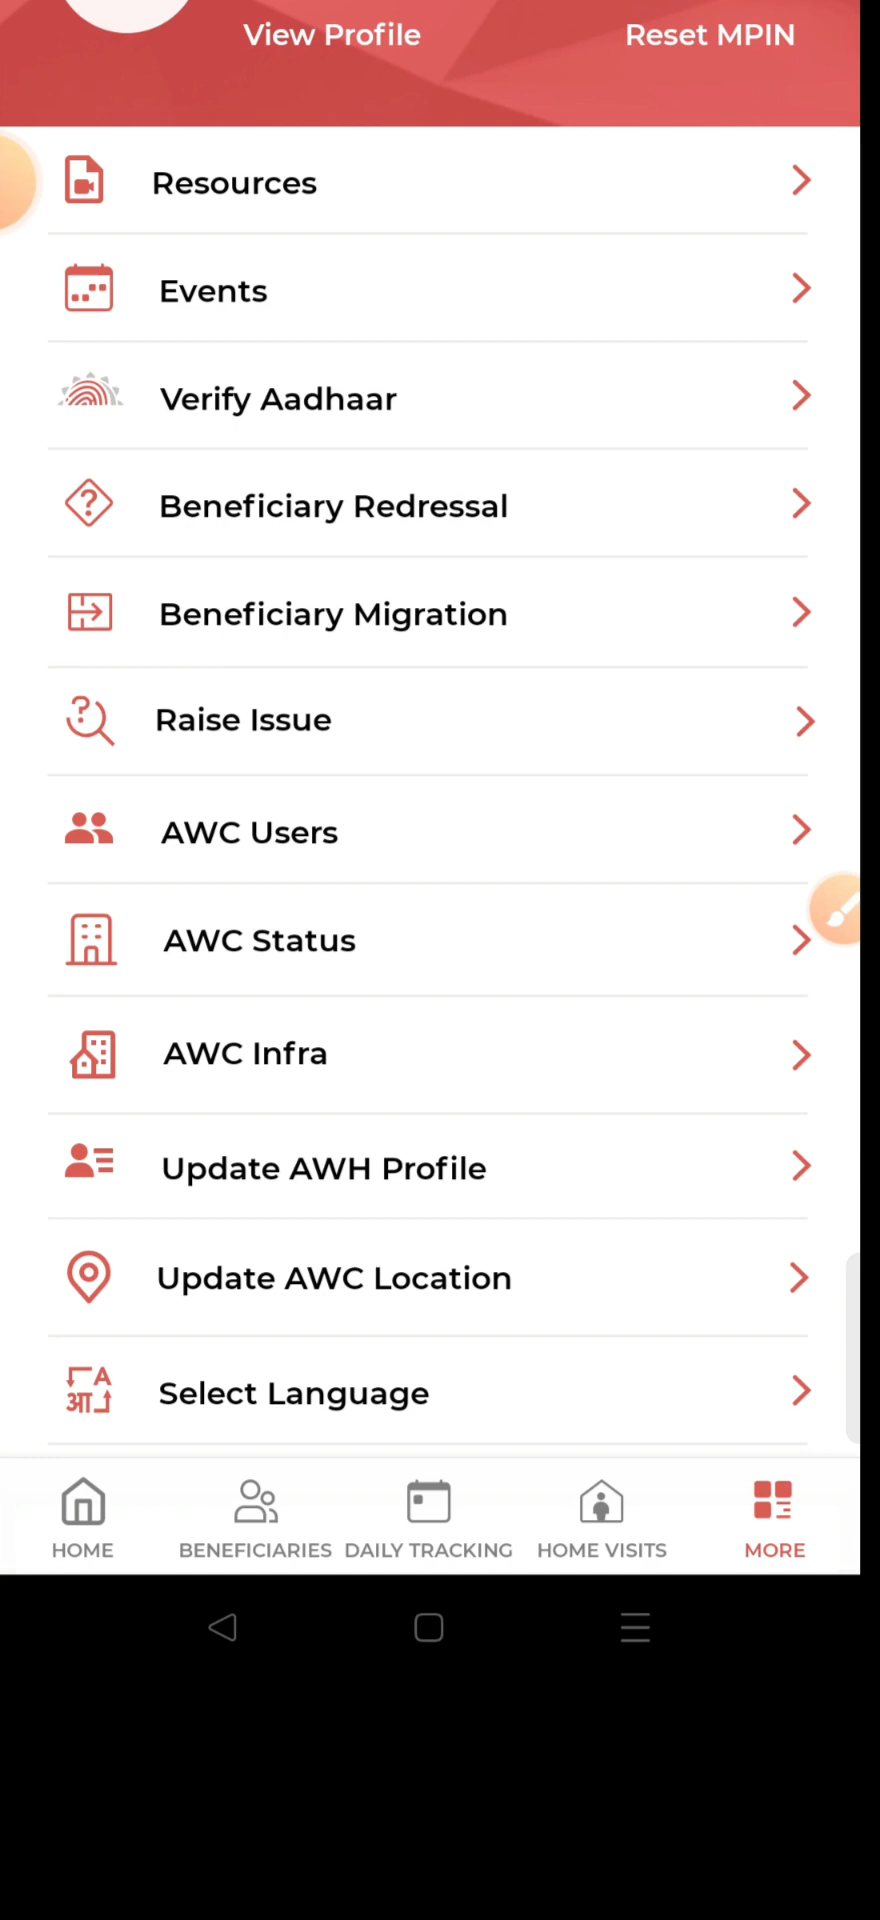 View Profile Reset MPIN
Resources
Events
Verify Aadhaar
Beneficiary Redressal
Beneficiary Migration
Raise Issue
AWC Users
AWC Status
AWC Infra
Update AWH Profile
Update AWC Location
A
आ
Select Language
HOME BENEFICIARIES DAILY TRACKING HOME VISITS MORE